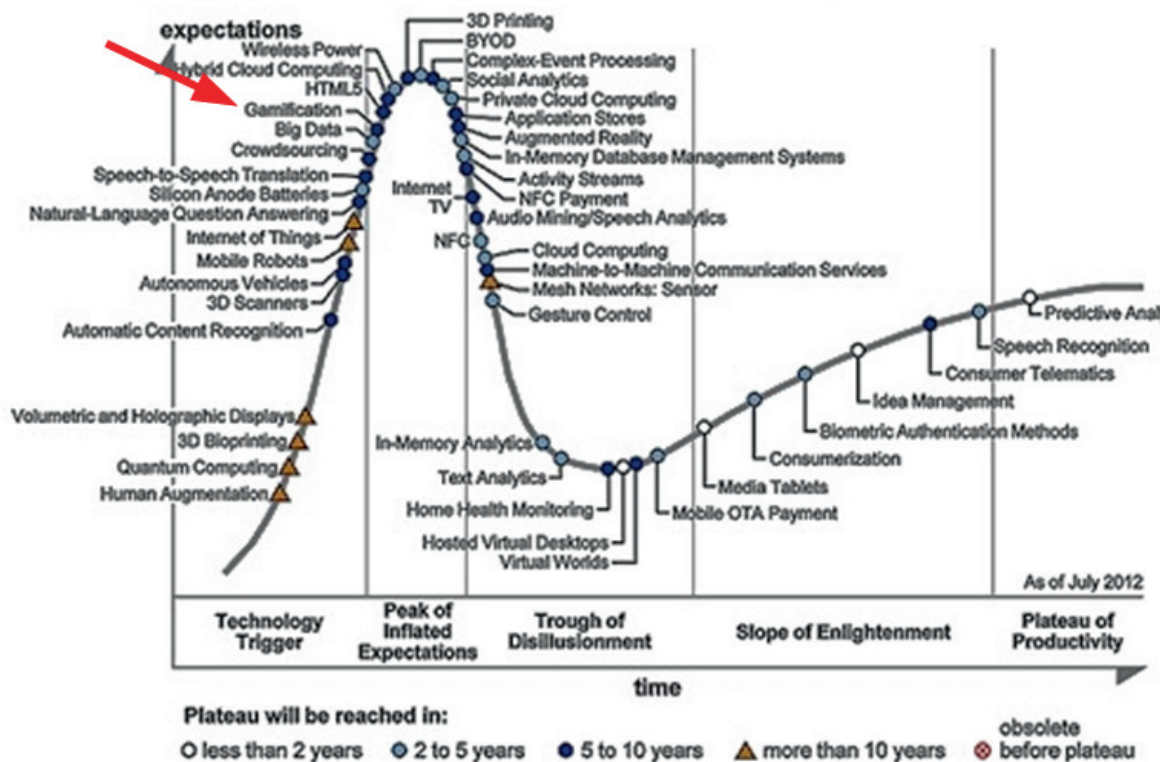 expectations
3D Printing
BYOD
Wireless Power
Complex-Event Processing
Hybrid Cloud Computing
Social Analytics
HTML5
Private Cloud Computing
Gamification
Application Stores
Big Data
Augmented Reality
Crowdsourcing
In-Memory Database Management Systems
Speech-to-Speech Translation
Activity Streams
Silicon Anode Batteries
Internet
TV
NFC Payment
Natural-Language Question Answering
Audio Mining/Speech Analytics
Internet of Things
NFC
Cloud Computing
Mobile Robots
Machine-to-Machine Communication Services
Autonomous Vehicles
Mesh Networks: Sensor
3D Scanners
Gesture Control
Automatic Content Recognition
Predictive Anal
Speech Recognition
Consumer Telematics
Idea Management
Volumetric and Holographic Displays
Biometric Authentication Methods
3D Bioprinting
In-Memory Analytics
Consumerization
Quantum Computing
Text Analytics
Media Tablets
Human Augmentation
Home Health Monitoring
Mobile OTA Payment
Hosted Virtual Desktops
Virtual Worlds
As of July 2012
Technology
Trigger
Peak of
Inflated
Expectations
Trough of
Disillusionment
Slope of Enlightenment
Plateau of
Productivity
time
Plateau will be reached in:
less than 2 years
2 to 5 years
5 to 10 years
more than 10 years
obsolete
before plateau